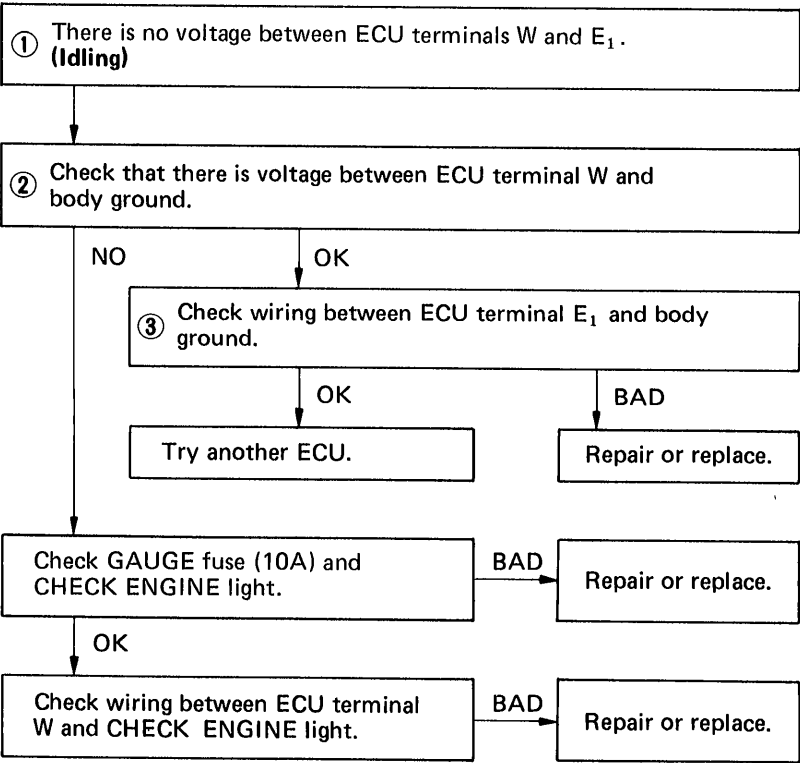 ① There is no voltage between ECU terminals W and E₁.
(Idling)
② Check that there is voltage between ECU terminal W and
body ground.
NO
OK
③ Check wiring between ECU terminal E₁ and body
ground.
OK
BAD
Try another ECU.
Repair or replace.
Check GAUGE fuse (10A) and
CHECK ENGINE light.
BAD
Repair or replace.
OK
Check wiring between ECU terminal
W and CHECK ENGINE light.
BAD
Repair or replace.